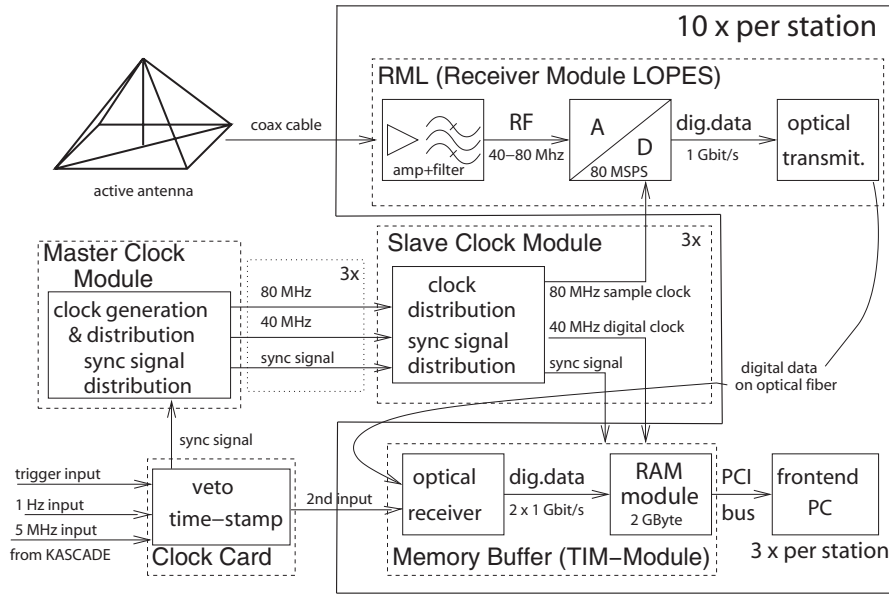 10 x per station
RML (Receiver Module LOPES)
coax cable
active antenna
amp+filter
RF
40–80 Mhz
A
D
80 MSPS
dig.data
1 Gbit/s
optical
transmit.
Master Clock
Module
clock generation
& distribution
sync signal
distribution
3x
80 MHz
40 MHz
sync signal
Slave Clock Module
3x
clock
distribution
sync signal
distribution
80 MHz sample clock
40 MHz digital clock
sync signal
digital data
on optical fiber
sync signal
trigger input
1 Hz input
5 MHz input
from KASCADE
veto
time–stamp
Clock Card
2nd input
optical
receiver
dig.data
2 x 1 Gbit/s
RAM
module
2 GByte
Memory Buffer (TIM–Module)
PCI
bus
frontend
PC
3 x per station